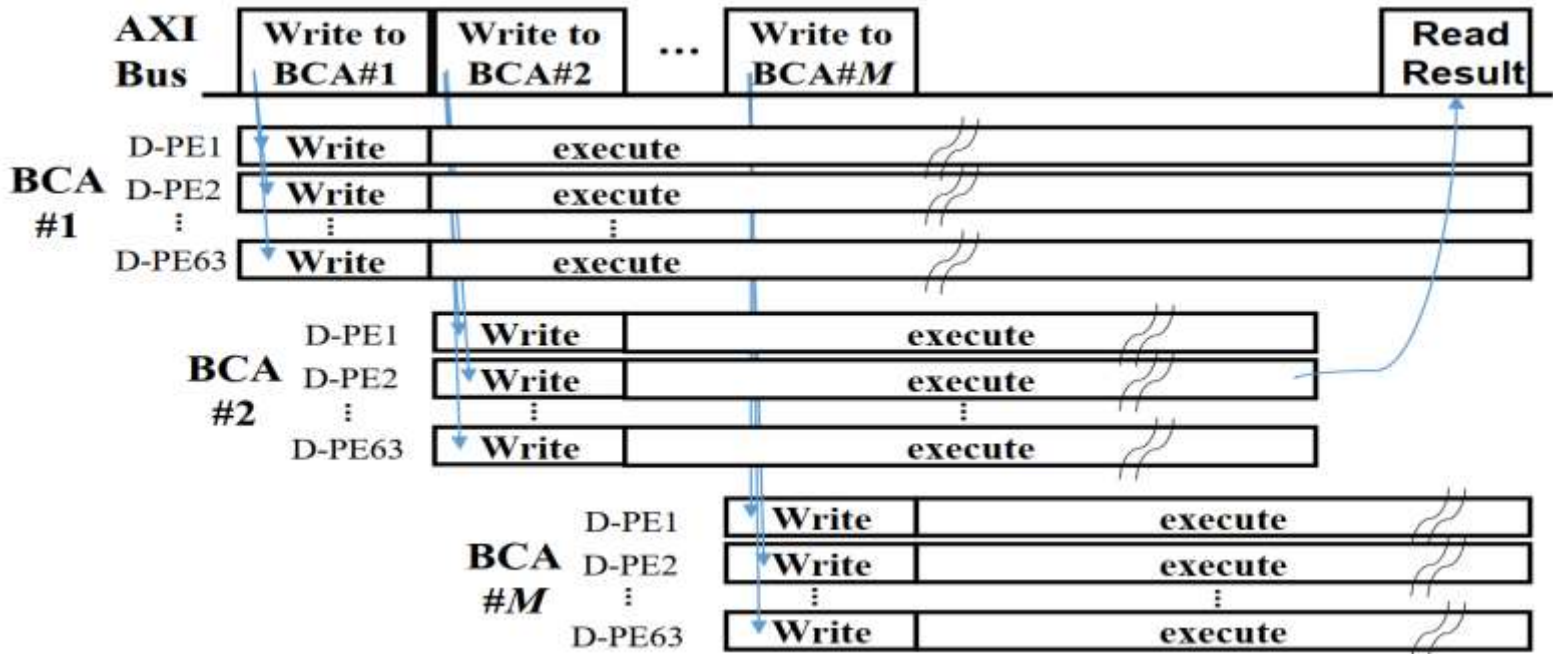 AXI Bus
Write to BCA#1
Write to BCA#2
...
Write to BCA#M
Read Result
BCA #1
D-PE1 Write execute
D-PE2 Write execute
⋮ ⋮ ⋮
D-PE63 Write execute
BCA #2
D-PE1 Write execute
D-PE2 Write execute
⋮ ⋮ ⋮
D-PE63 Write execute
BCA #M
D-PE1 Write execute
D-PE2 Write execute
⋮ ⋮ ⋮
D-PE63 Write execute